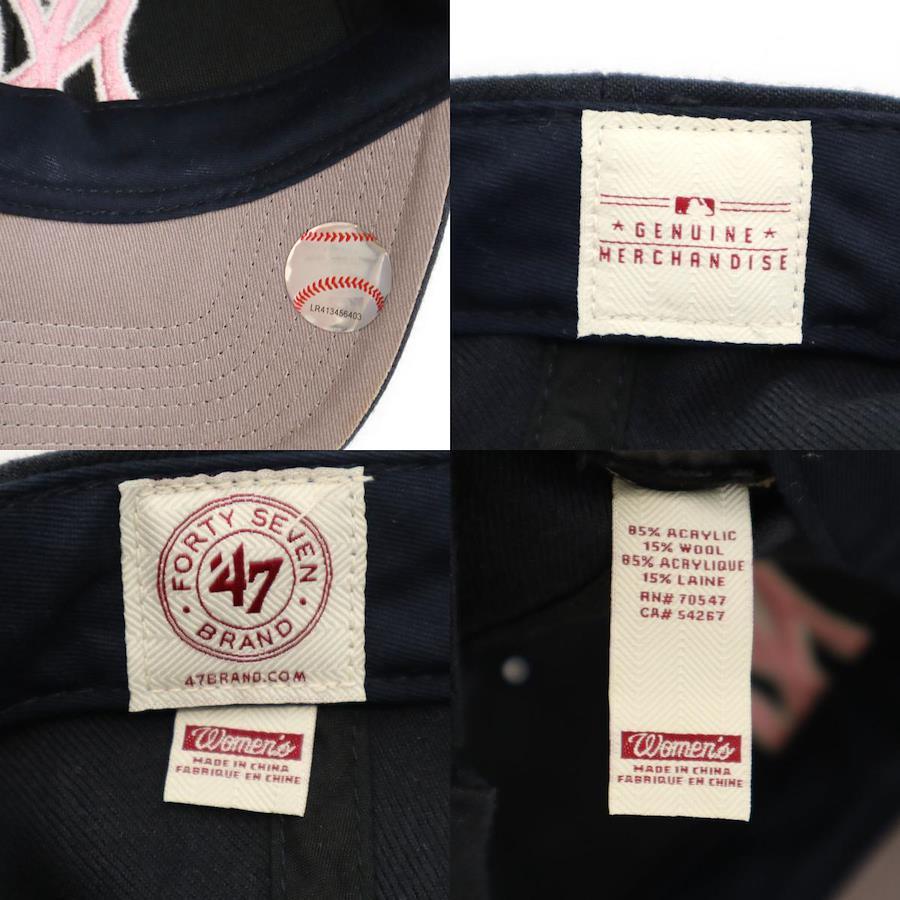 NY
LR413456403
★ GENUINE ★
MERCHANDISE
FORTY SEVEN
'47
• BRAND •
47BRAND.COM
Women's
MADE IN CHINA
FABRIQUE EN CHINE
85% ACRYLIC
15% WOOL
85% ACRYLIQUE
15% LAINE
RN# 70547
CA# 54267
Women's
MADE IN CHINA
FABRIQUE EN CHINE